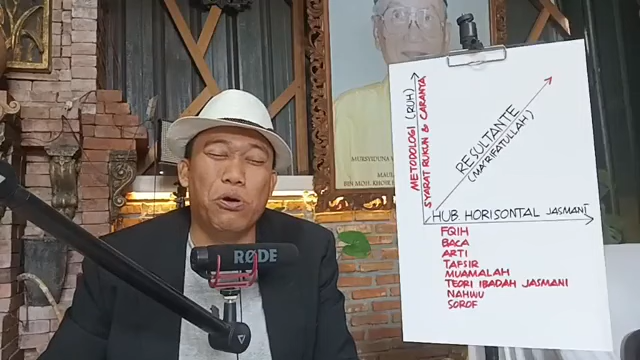 METODOLOGI (RUH)
SYARAT RUKUN & CARANYA
RESULTANTE
(MA'RIFATULLAH)
HUB HORISONTAL JASMANI
FQIH
BACA
ARTI
TAFSIR
MUAMALAH
TEORI IBADAH JASMANI
NAHWU
SOROF
RØDE
MURSYIDUNA